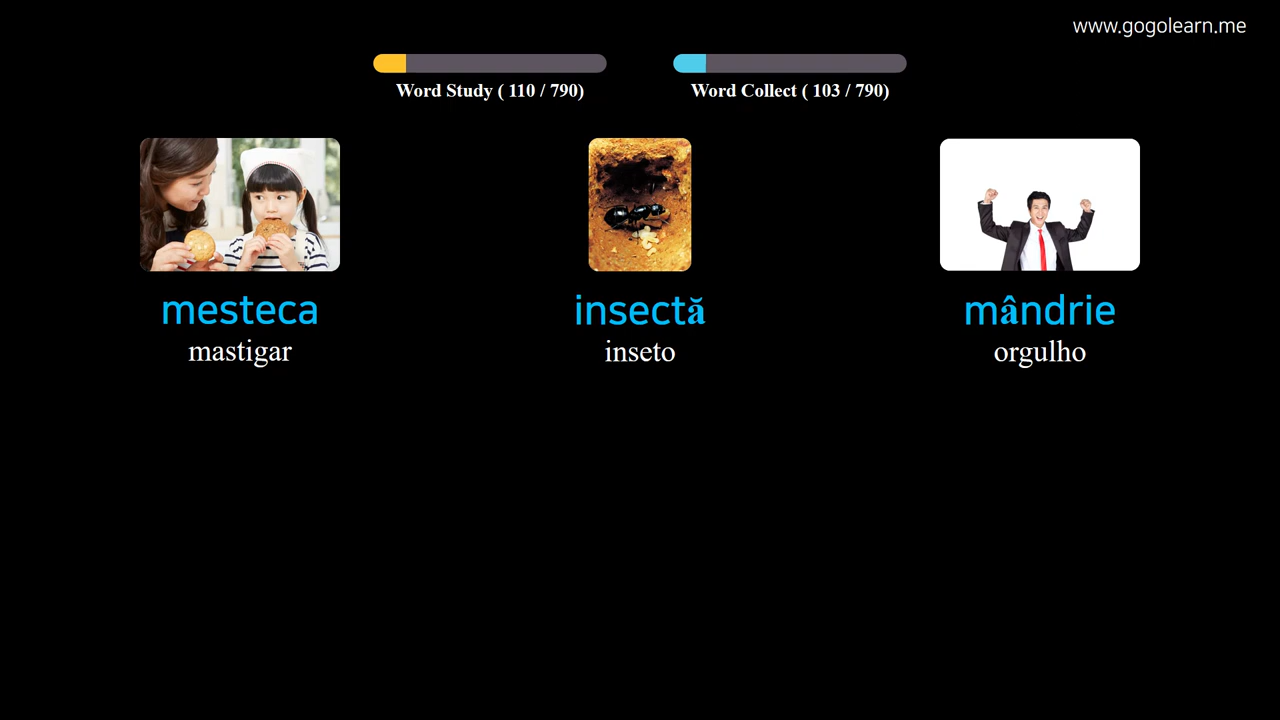 www.gogolearn.me
Word Study ( 110 / 790)
Word Collect ( 103 / 790)
mesteca
mastigar
insectă
inseto
mândrie
orgulho